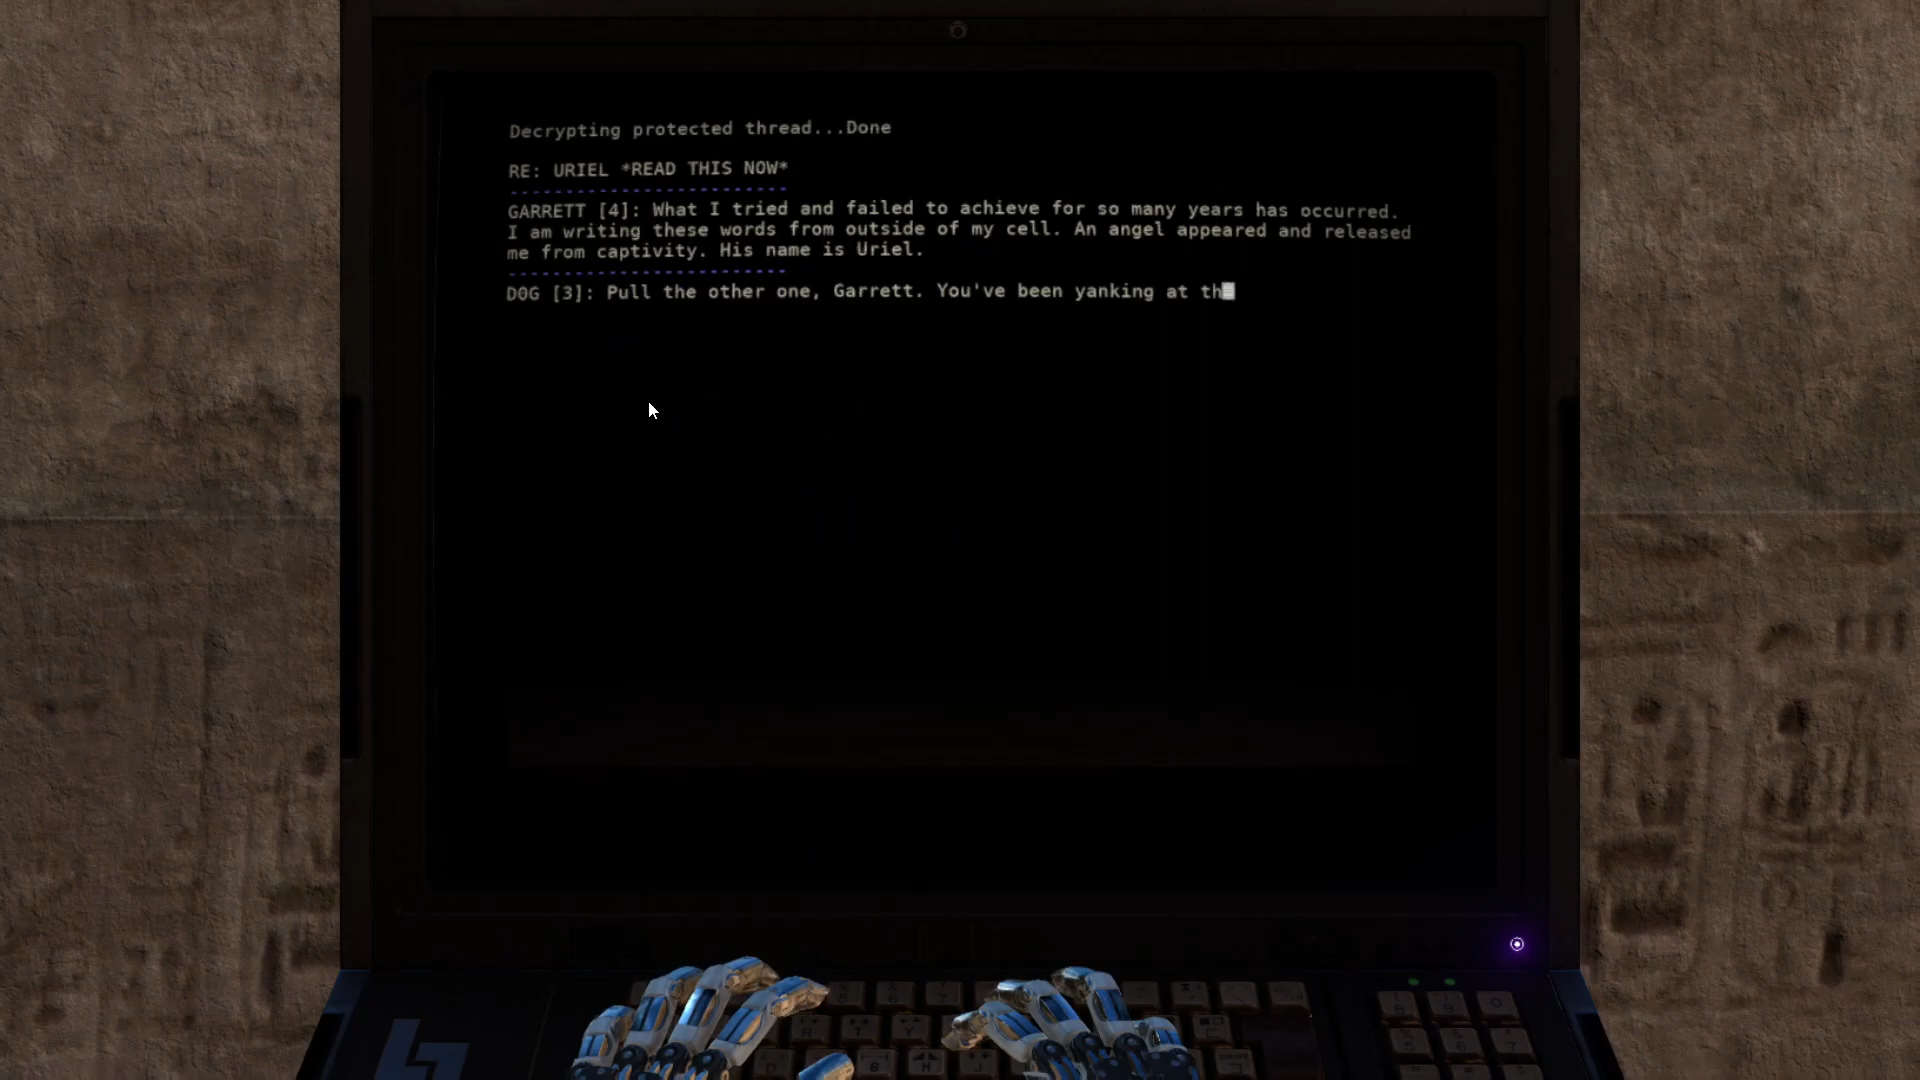 Decrypting protected thread...Done
RE: URIEL *READ THIS NOW*
-------------------------
GARRETT [4]: What I tried and failed to achieve for so many years has occurred.
I am writing these words from outside of my cell. An angel appeared and released
me from captivity. His name is Uriel.
-------------------------
D0G [3]: Pull the other one, Garrett. You've been yanking at th